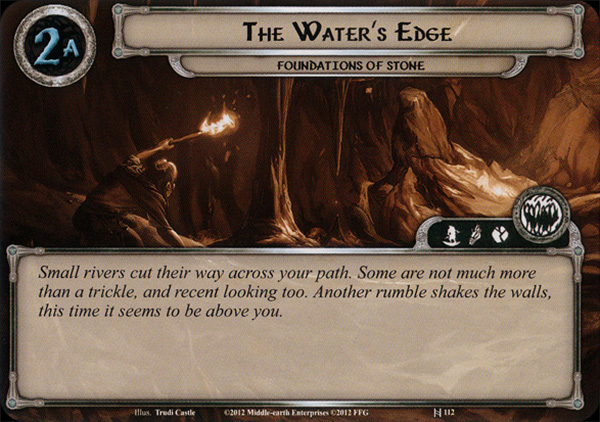 2A
THE WATER'S EDGE
FOUNDATIONS OF STONE
Small rivers cut their way across your path. Some are not much more
than a trickle, and recent looking too. Another rumble shakes the walls,
this time it seems to be above you.
Illus. Trudi Castle ©2012 Middle-earth Enterprises ©2012 FFG 112